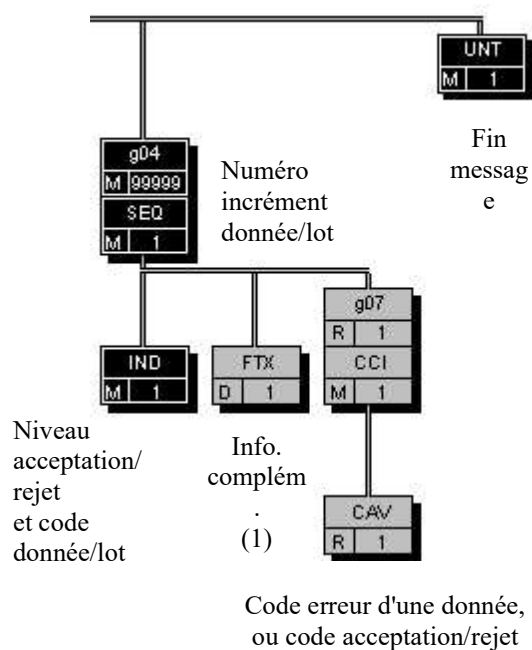 UNT
M 1
Fin
messag
e
g04
M 99999
SEQ
M 1
Numéro
incrément
donnée/lot
IND
M 1
Niveau
acceptation/
rejet
et code
donnée/lot
FTX
D 1
Info.
complém
.
(1)
g07
R 1
CCI
M 1
CAV
R 1
Code erreur d'une donnée,
ou code acceptation/rejet